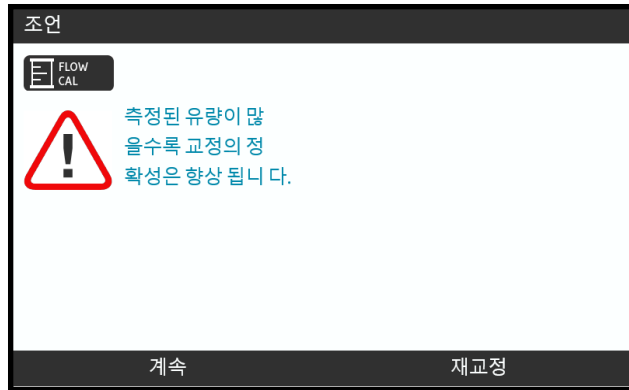 조언
FLOW
CAL
측정된 유량이 많
을수록 교정의 정
확성은 향상 됩니 다.
계속 재교정